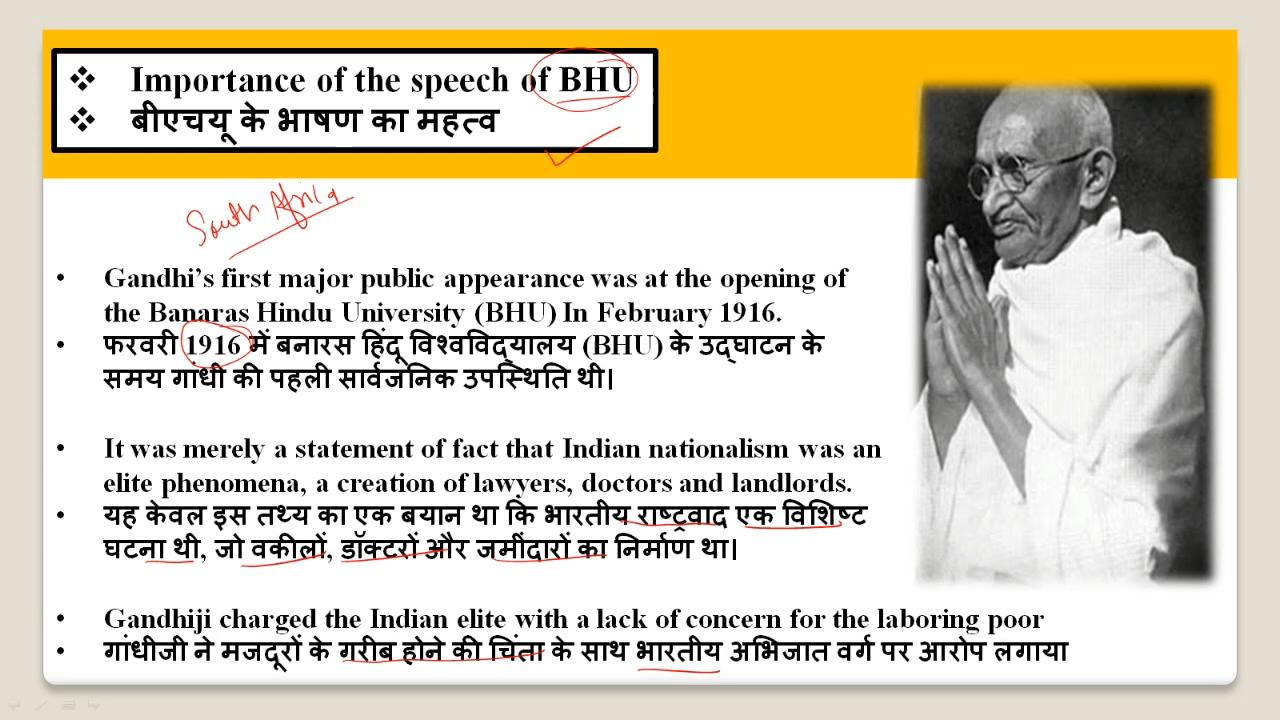 ❖ Importance of the speech of BHU
❖ बीएचयू के भाषण का महत्व
South Africa
• Gandhi’s first major public appearance was at the opening of
the Banaras Hindu University (BHU) In February 1916.
• फरवरी 1916 में बनारस हिंदू विश्वविद्यालय (BHU) के उद्घाटन के
समय गांधी की पहली सार्वजनिक उपस्थिति थी।
• It was merely a statement of fact that Indian nationalism was an
elite phenomena, a creation of lawyers, doctors and landlords.
• यह केवल इस तथ्य का एक बयान था कि भारतीय राष्ट्रवाद एक विशिष्ट
घटना थी, जो वकीलों, डॉक्टरों और जमींदारों का निर्माण था।
• Gandhiji charged the Indian elite with a lack of concern for the laboring poor
• गांधीजी ने मजदूरों के गरीब होने की चिंता के साथ भारतीय अभिजात वर्ग पर आरोप लगाया